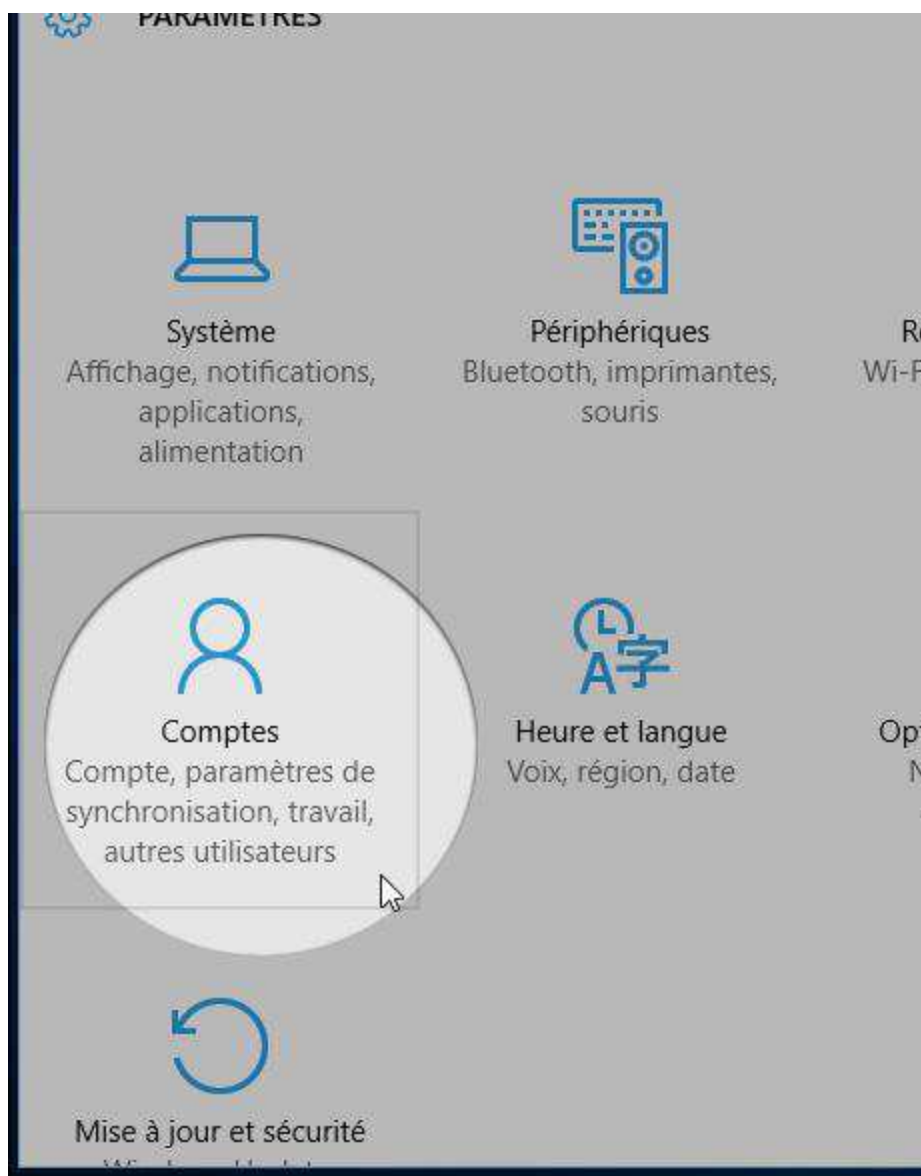 PARAMÈTRES
Système
Affichage, notifications,
applications,
alimentation
Périphériques
Bluetooth, imprimantes,
souris
Comptes
Compte, paramètres de
synchronisation, travail,
autres utilisateurs
Heure et langue
Voix, région, date
Mise à jour et sécurité